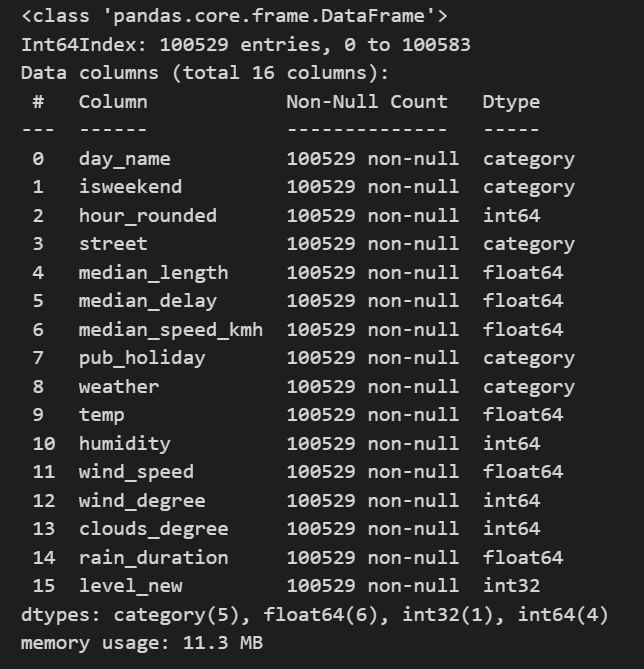 <class 'pandas.core.frame.DataFrame'>
Int64Index: 100529 entries, 0 to 100583
Data columns (total 16 columns):
 #   Column            Non-Null Count   Dtype
---  ------            --------------   -----
 0   day_name          100529 non-null  category
 1   isweekend         100529 non-null  category
 2   hour_rounded      100529 non-null  int64
 3   street            100529 non-null  category
 4   median_length     100529 non-null  float64
 5   median_delay      100529 non-null  float64
 6   median_speed_kmh  100529 non-null  float64
 7   pub_holiday       100529 non-null  category
 8   weather           100529 non-null  category
 9   temp              100529 non-null  float64
 10  humidity          100529 non-null  int64
 11  wind_speed        100529 non-null  float64
 12  wind_degree       100529 non-null  int64
 13  clouds_degree     100529 non-null  int64
 14  rain_duration     100529 non-null  float64
 15  level_new         100529 non-null  int32
dtypes: category(5), float64(6), int32(1), int64(4)
memory usage: 11.3 MB